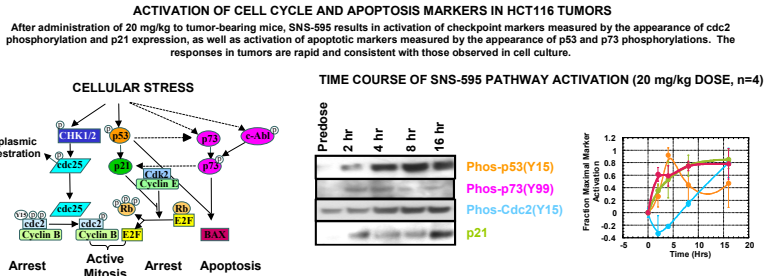 ACTIVATION OF CELL CYCLE AND APOPTOSIS MARKERS IN HCT116 TUMORS
After administration of 20 mg/kg to tumor-bearing mice, SNS-595 results in activation of checkpoint markers measured by the appearance of cdc2
phosphorylation and p21 expression, as well as activation of apoptotic markers measured by the appearance of p53 and p73 phosphorylations. The
responses in tumors are rapid and consistent with those observed in cell culture.
CELLULAR STRESS
P P P
CHK1/2 p53 p73 c-Abl
plasmic
estration
P
cdc25 p21 p73 P
Cdk2
Cyclin E
cdc25
P P P
Rb Rb
Y15 P P P
cdc2 cdc2 E2F
Cyclin B Cyclin B E2F BAX
Arrest Active Arrest Apoptosis
Mitosis
TIME COURSE OF SNS-595 PATHWAY ACTIVATION (20 mg/kg DOSE, n=4)
Predose 2 hr 4 hr 8 hr 16 hr
Phos-p53(Y15)
Phos-p73(Y99)
Phos-Cdc2(Y15)
p21
Fraction Maximal Marker
Activation
1.2
1
0.8
0.6
0.4
0.2
0
-0.2
-0.4
-5 0 5 10 15 20
Time (Hrs)